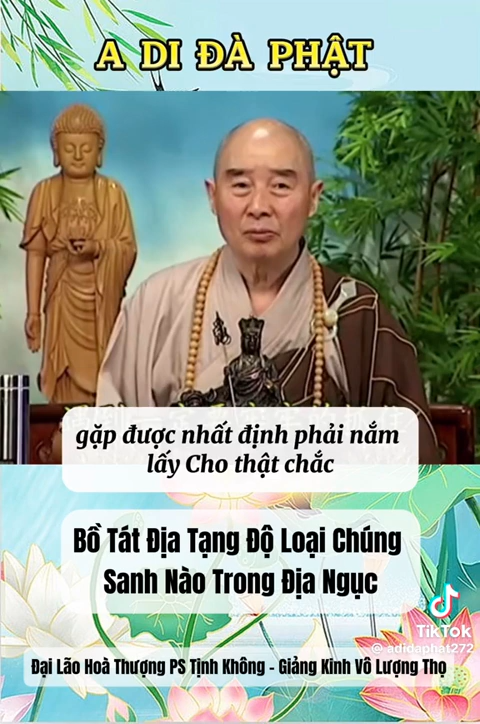 A DI ĐÀ PHẬT
gặp được nhất định phải nắm
lấy Cho thật chắc
Bồ Tát Địa Tạng Độ Loại Chúng
Sanh Nào Trong Địa Ngục
TikTok
@adidaphat272
Đại Lão Hoà Thượng PS Tịnh Không - Giảng Kinh Vô Lượng Thọ